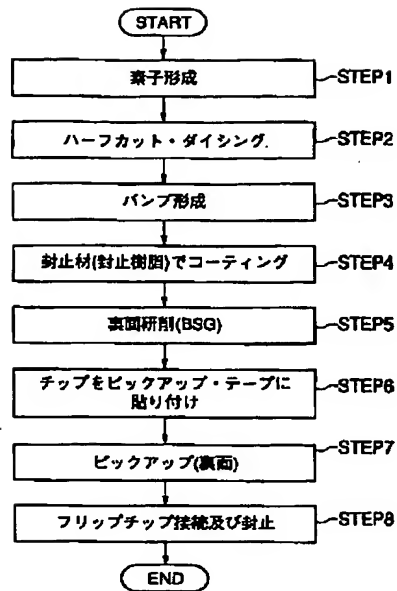 START
素子形成
STEP1
ハーフカット・ダイシング
STEP2
バンプ形成
STEP3
封止材(封止樹脂)でコーティング
STEP4
裏面研削(BSG)
STEP5
チップをピックアップ・テープに
貼り付け
STEP6
ピックアップ(裏面)
STEP7
フリップチップ接続及び封止
STEP8
END